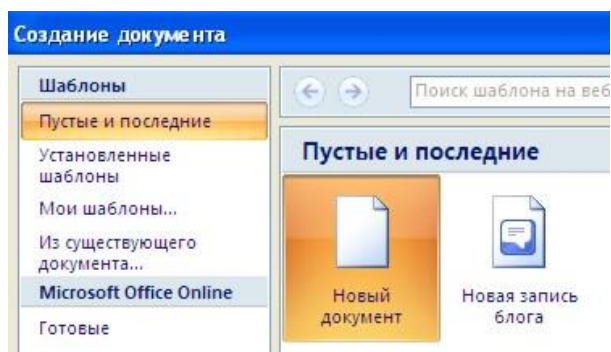 Создание документа
Шаблоны
Пустые и последние
Установленные
шаблоны
Мои шаблоны...
Из существующего
документа...
Microsoft Office Online
Готовые
Поиск шаблона на веб
Пустые и последние
Новый
документ
Новая запись
блога